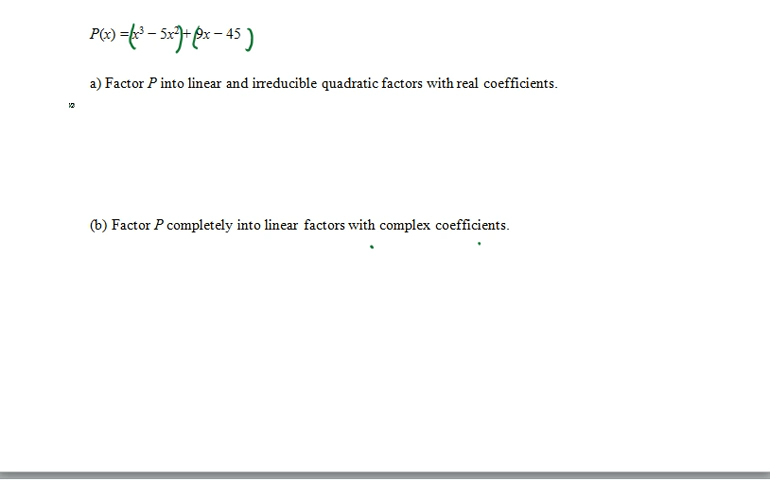 P(x) = (x³ – 5x²) + (9x – 45)
a) Factor P into linear and irreducible quadratic factors with real coefficients.
(b) Factor P completely into linear factors with complex coefficients.